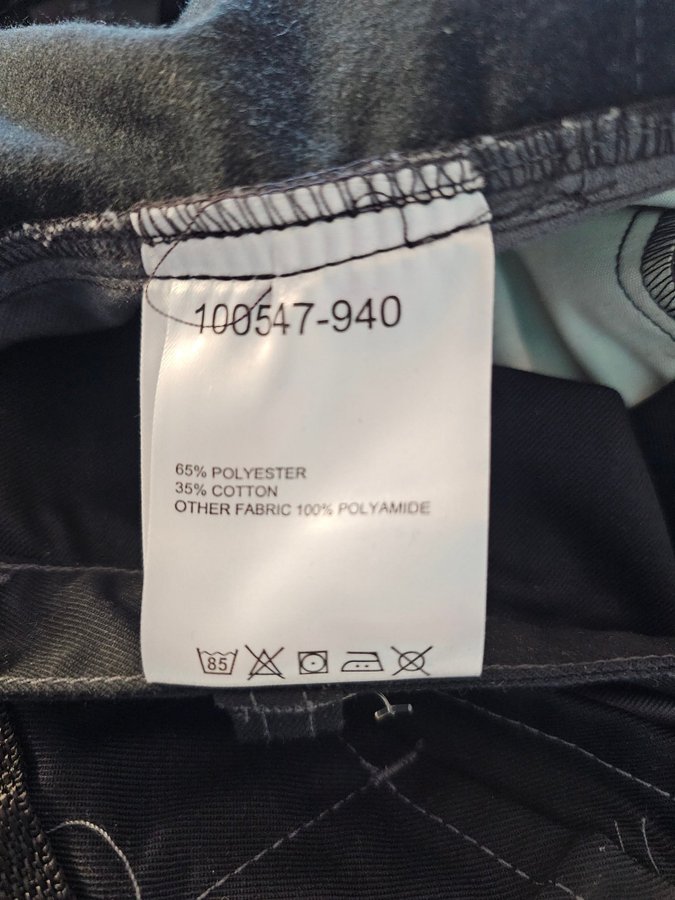 100547-940
65% POLYESTER
35% COTTON
OTHER FABRIC 100% POLYAMIDE
85